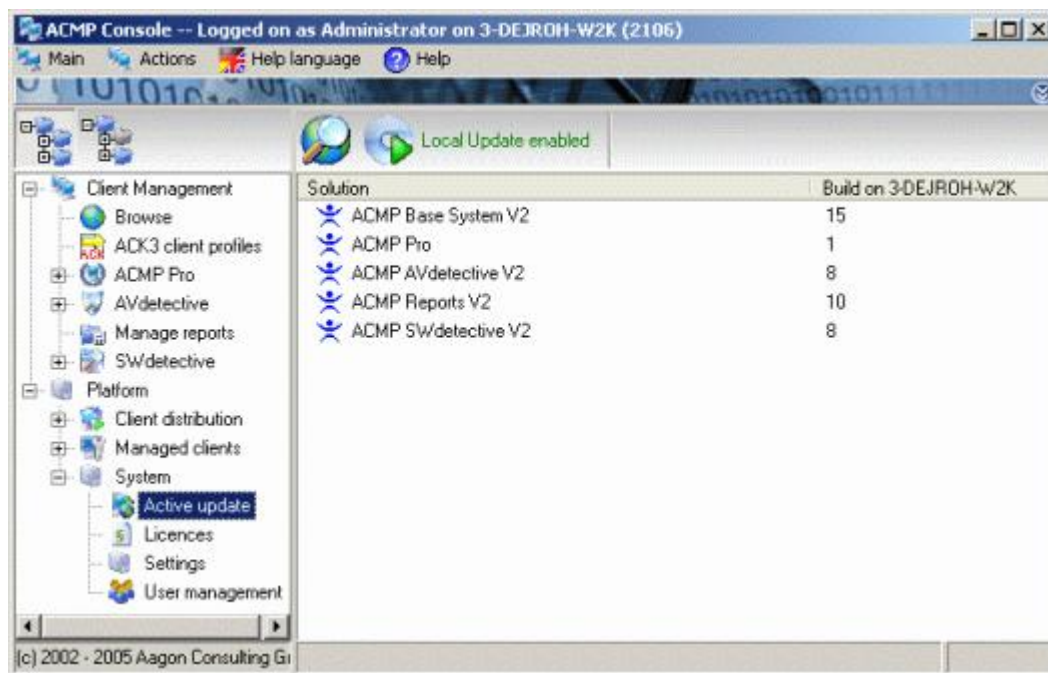 ACMP Console -- Logged on as Administrator on 3-DEJROH-W2K (2106)
Main Actions Help language Help
Local Update enabled
Client Management
Browse
ACK3 client profiles
ACMP Pro
AVdetective
Manage reports
SWdetective
Platform
Client distribution
Managed clients
System
Active update
Licences
Settings
User management
Solution Build on 3-DEJROH-W2K
ACMP Base System V2 15
ACMP Pro 1
ACMP AVdetective V2 8
ACMP Reports V2 10
ACMP SWdetective V2 8
(c) 2002 - 2005 Aagon Consulting